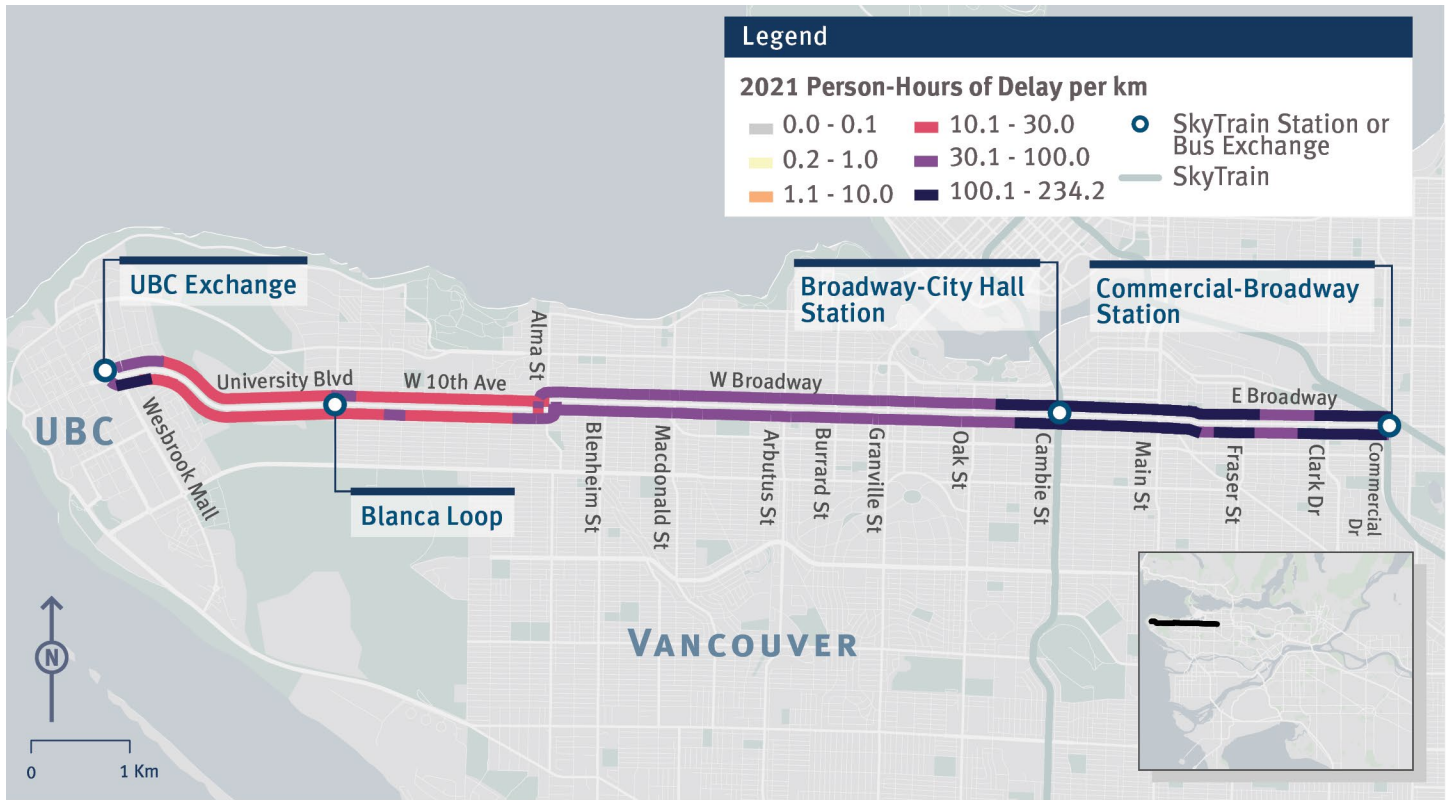 Legend
2021 Person-Hours of Delay per km
0.0 - 0.1
0.2 - 1.0
1.1 - 10.0
10.1 - 30.0
30.1 - 100.0
100.1 - 234.2
SkyTrain Station or
Bus Exchange
SkyTrain
UBC Exchange
Broadway-City Hall
Station
Commercial-Broadway
Station
Alma St
University Blvd
W 10th Ave
W Broadway
E Broadway
UBC
Wesbrook Mall
Blanca Loop
Blenheim St
Macdonald St
Arbutus St
Burrard St
Granville St
Oak St
Cambie St
Main St
Fraser St
Clark Dr
Commercial
Dr
VANCOUVER
N
0
1 Km